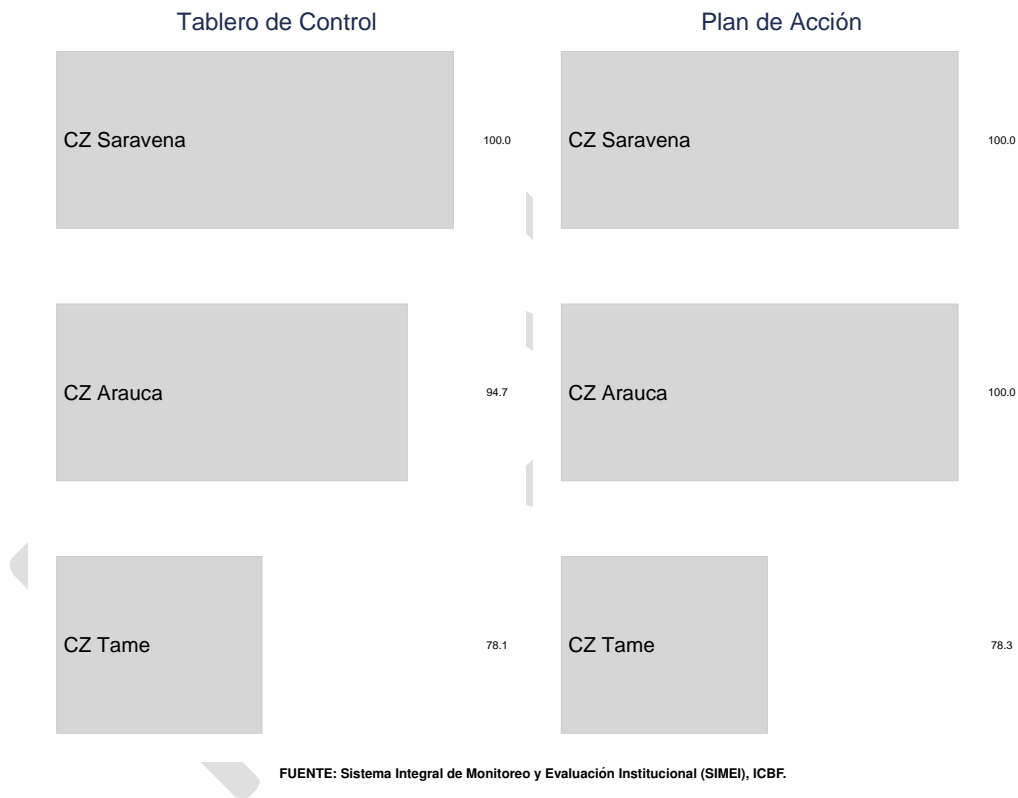 Tablero de Control
Plan de Acción
CZ Saravena
100.0
CZ Saravena
100.0
CZ Arauca
94.7
CZ Arauca
100.0
CZ Tame
78.1
CZ Tame
78.3
FUENTE: Sistema Integral de Monitoreo y Evaluación Institucional (SIMEI), ICBF.